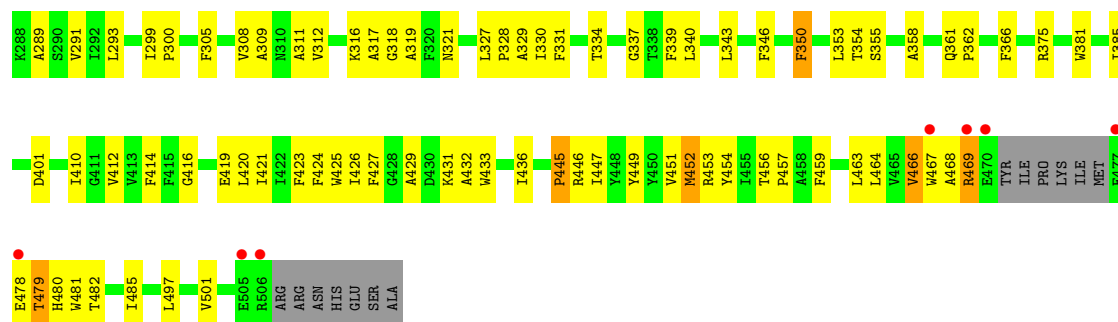 K288 A289 S290 V291 I292 L293 I299 P300 F305 V308 A309 N310 A311 V312 K316 A317 G318 A319 F320 N321 L327 P328 A329 I330 F331 T334 G337 T338 F339 L340 L343 F346 F350 L353 T354 S355 A358 Q361 P362 F366 R375 W381
D401 I410 G411 V412 V413 F414 F415 G416 E419 L420 I421 I422 F423 F424 W425 I426 F427 G428 A429 D430 K431 A432 W433 I436 P445 R446 I447 Y448 Y449 Y450 V451 M452 R453 Y454 I455 T456 P457 A458 F459 L463 L464 V465 V466 W467 A468 R469 E470 TYR ILE PRO LYS ILE MET
E478 T479 H480 W481 T482 I485 L497 V501 E505 R506 ARG ARG ASN HIS GLU SER ALA